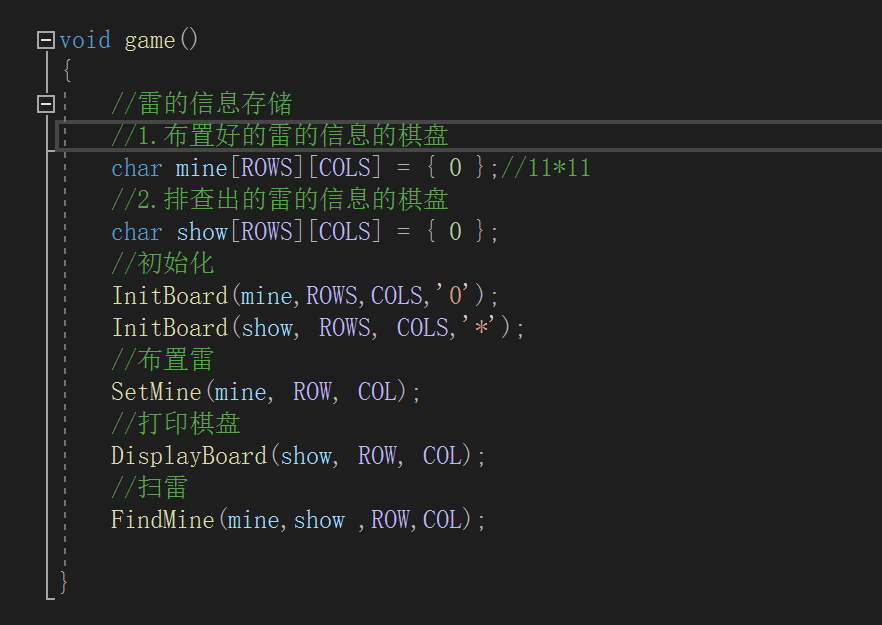 void game()
{
//雷的信息存储
//1.布置好的雷的信息的棋盘
char mine[ROWS][COLS] = { 0 };//11*11
//2.排查出的雷的信息的棋盘
char show[ROWS][COLS] = { 0 };
//初始化
InitBoard(mine,ROWS,COLS,'0');
InitBoard(show, ROWS, COLS,'*');
//布置雷
SetMine(mine, ROW, COL);
//打印棋盘
DisplayBoard(show, ROW, COL);
//扫雷
FindMine(mine,show ,ROW,COL);
}